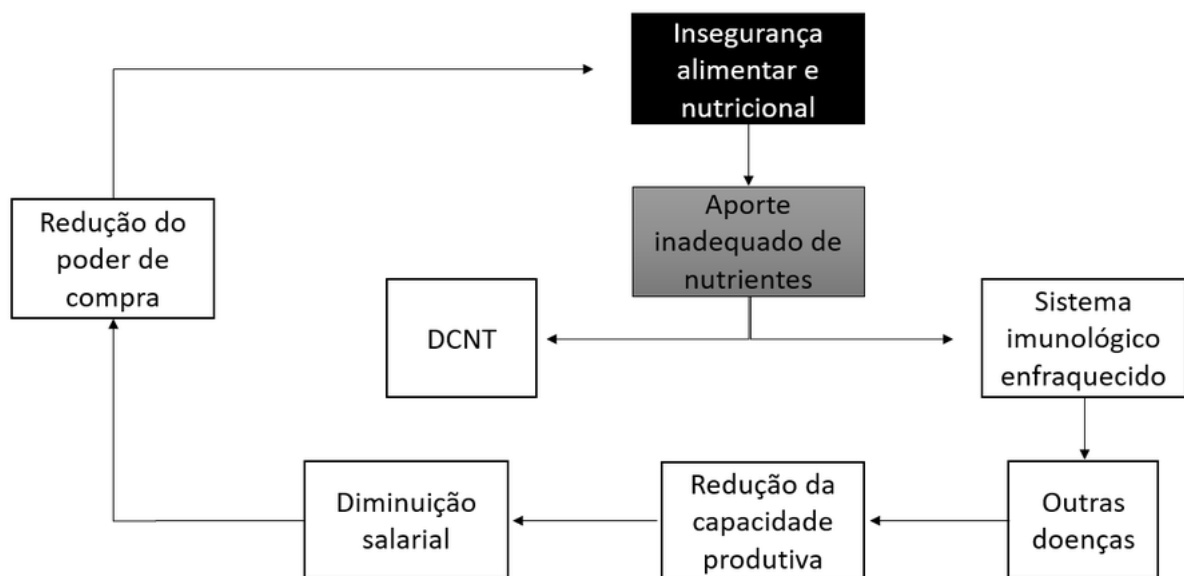 Insegurança
alimentar e
nutricional
Aporte
inadequado de
nutrientes
Redução do
poder de
compra
DCNT
Sistema
imunológico
enfraquecido
Diminuição
salarial
Redução da
capacidade
produtiva
Outras
doenças